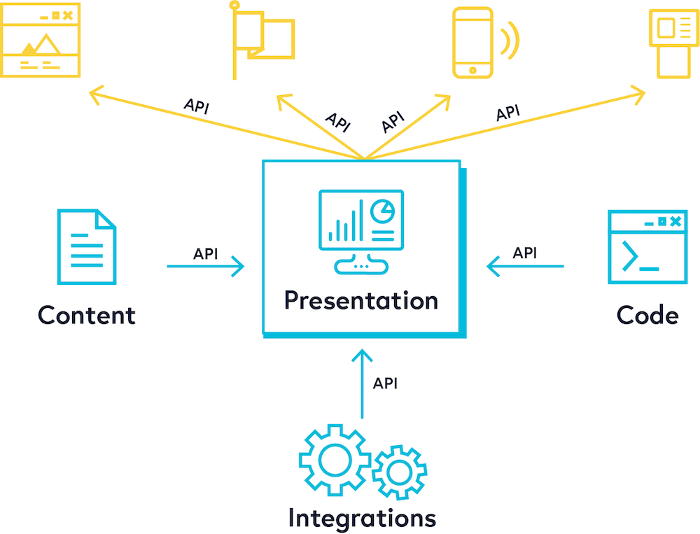 API
API
API
API
API
API
Presentation
Content
Code
API
Integrations